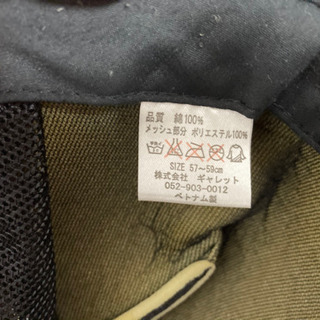 品質 綿100%
メッシュ部分 ポリエステル100%
SIZE 57〜59cm
株式会社 ギャレット
052-903-0012
ベトナム製